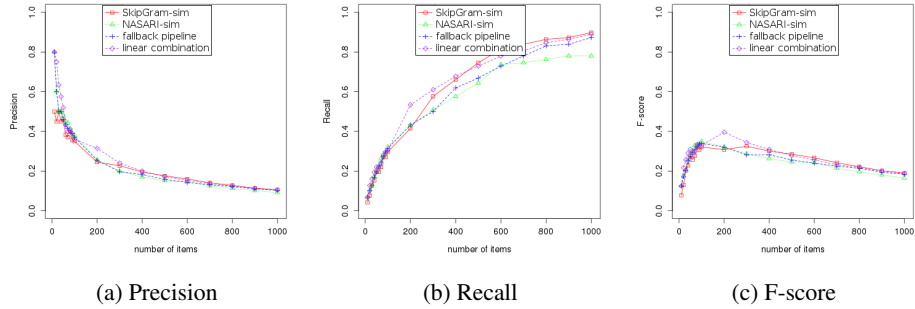 SkipGram-sim
NASARI-sim
fallback pipeline
linear combination
Precision
0.0 0.2 0.4 0.6 0.8 1.0
0 200 400 600 800 1000
number of items
(a) Precision
SkipGram-sim
NASARI-sim
fallback pipeline
linear combination
Recall
0.0 0.2 0.4 0.6 0.8 1.0
0 200 400 600 800 1000
number of items
(b) Recall
SkipGram-sim
NASARI-sim
fallback pipeline
linear combination
F-score
0.0 0.2 0.4 0.6 0.8 1.0
0 200 400 600 800 1000
number of items
(c) F-score